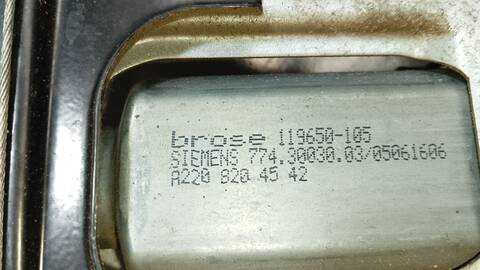 brose 119650-105
SIEMENS 774.30030.03/05061606
A220 820 45 42